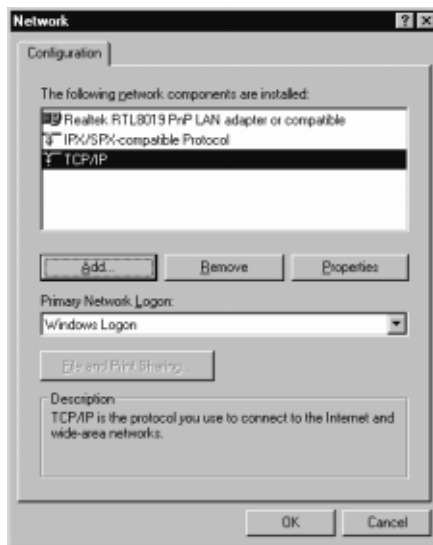 Network
Configuration
The following network components are installed:
Realtek RTL8019 PnP LAN adapter or compatible
IPX/SPX-compatible Protocol
TCP/IP
Add... Remove Properties
Primary Network Logon:
Windows Logon
File and Print Sharing...
Description
TCP/IP is the protocol you use to connect to the Internet and
wide-area networks.
OK Cancel